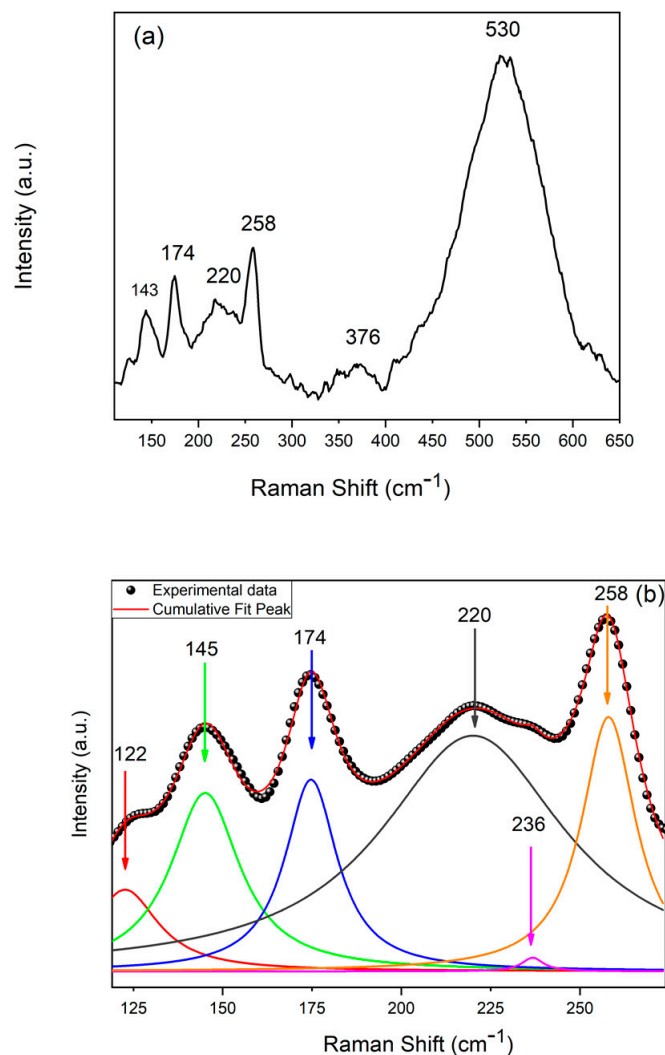 (a)
530
258
174
220
143
376
Intensity (a.u.)
150 200 250 300 350 400 450 500 550 600 650
Raman Shift (cm⁻¹)
Experimental data
Cumulative Fit Peak
(b)
258
220
145
174
122
236
Intensity (a.u.)
125 150 175 200 225 250
Raman Shift (cm⁻¹)